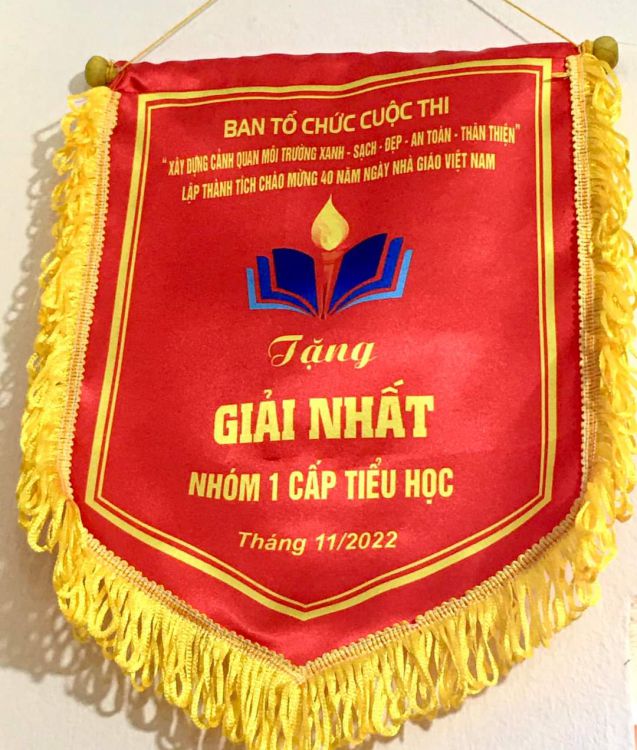 BAN TỔ CHỨC CUỘC THI
"XÂY DỰNG CẢNH QUAN MÔI TRƯỜNG XANH - SẠCH - ĐẸP - AN TOÀN - THÂN THIỆN"
LẬP THÀNH TÍCH CHÀO MỪNG 40 NĂM NGÀY NHÀ GIÁO VIỆT NAM
Tặng
GIẢI NHẤT
NHÓM 1 CẤP TIỂU HỌC
Tháng 11/2022